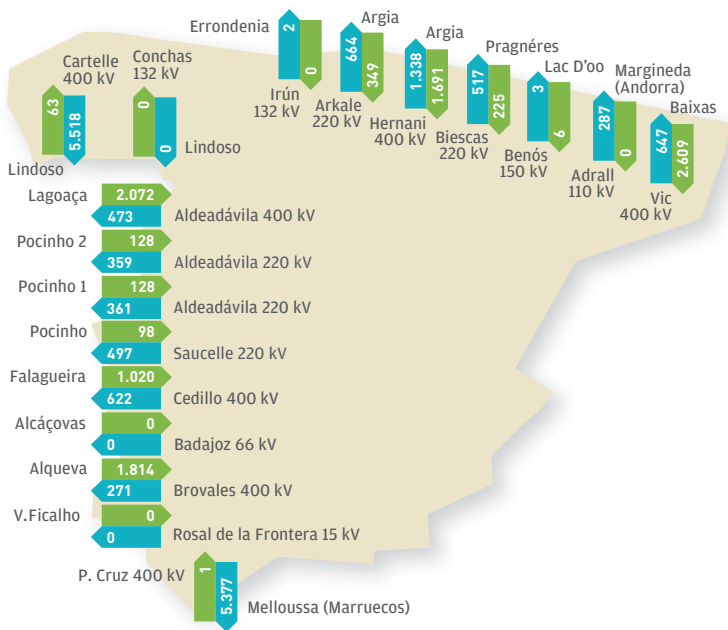 Cartelle
400 kV
63
5.518
Lindoso
Conchas
132 kV
0
0
Lindoso
Errondenia
2
0
Irún
132 kV
Argia
664
349
Arkale
220 kV
Argia
1.338
1.691
Hernani
400 kV
Pragnéres
517
225
Biescas
220 kV
Lac D'oo
3
6
Benós
150 kV
Margineda
(Andorra)
287
0
Adrall
110 kV
Baixas
647
2.609
Vic
400 kV
Lagoaça
2.072
473
Aldeadávila 400 kV
Pocinho 2
128
359
Aldeadávila 220 kV
Pocinho 1
128
361
Aldeadávila 220 kV
Pocinho
98
497
Saucelle 220 kV
Falagueira
1.020
622
Cedillo 400 kV
Alcáçovas
0
0
Badajoz 66 kV
Alqueva
1.814
271
Brovales 400 kV
V.Ficalho
0
0
Rosal de la Frontera 15 kV
P. Cruz 400 kV
1
5.377
Melloussa (Marruecos)